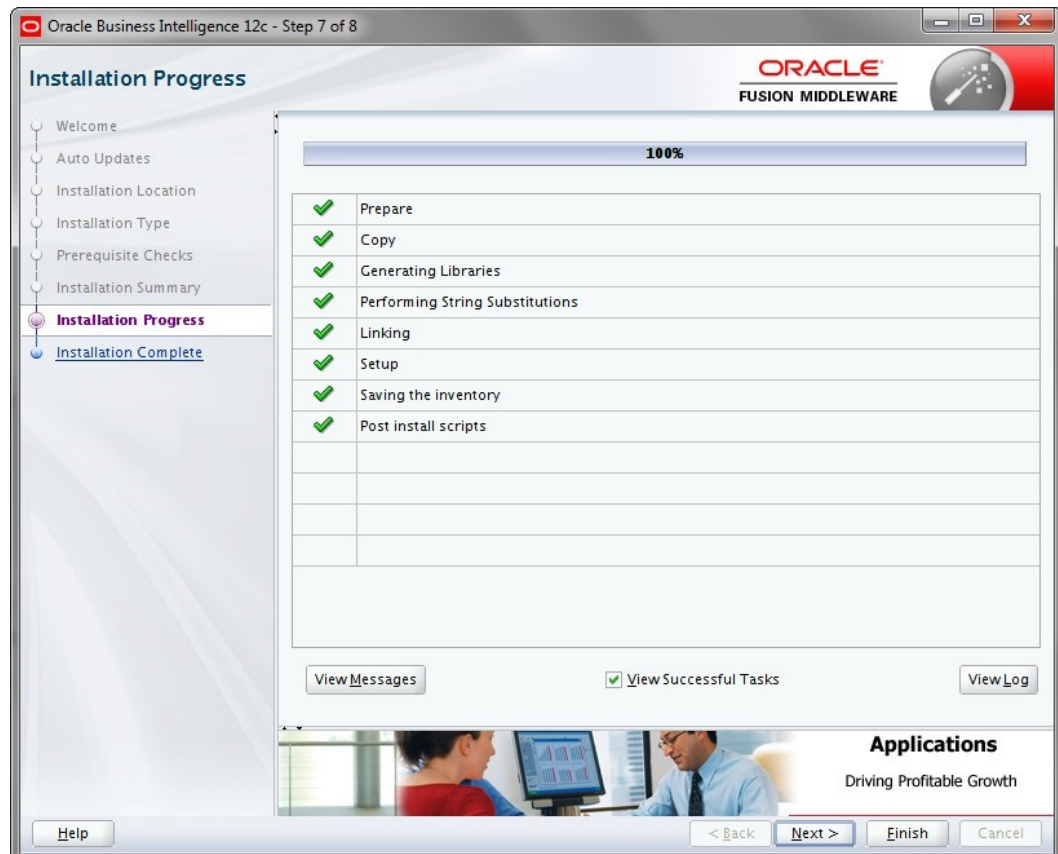 Oracle Business Intelligence 12c - Step 7 of 8
Installation Progress
ORACLE
FUSION MIDDLEWARE
Welcome
Auto Updates
Installation Location
Installation Type
Prerequisite Checks
Installation Summary
Installation Progress
Installation Complete
100%
Prepare
Copy
Generating Libraries
Performing String Substitutions
Linking
Setup
Saving the inventory
Post install scripts
View Messages
View Successful Tasks
View Log
Applications
Driving Profitable Growth
Help
< Back
Next >
Finish
Cancel